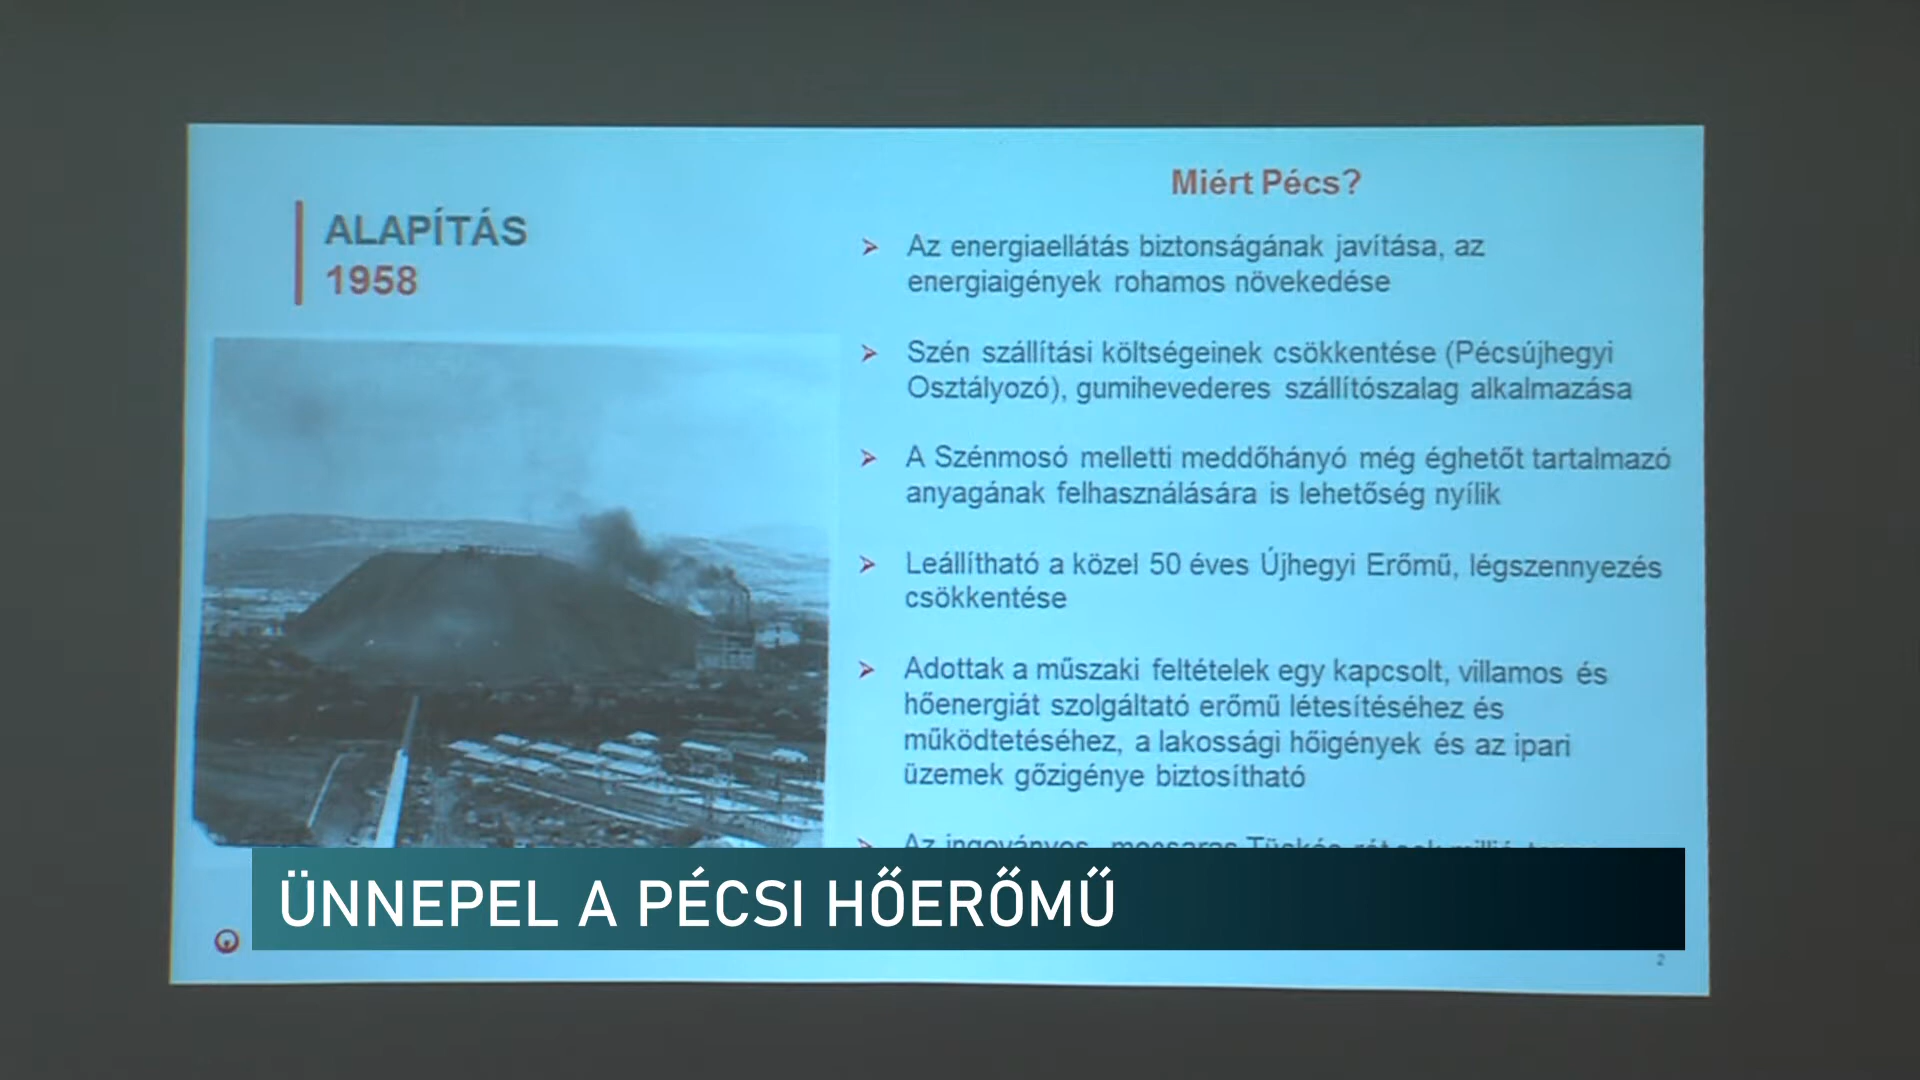 ALAPÍTÁS
1958
Miért Pécs?
Az energiaellátás biztonságának javítása, az
energiaigények rohamos növekedése
Szén szállítási költségeinek csökkentése (Pécsújhegyi
Osztályozó), gumihevederes szállítószalag alkalmazása
A Szénmosó melletti meddőhányó még éghetőt tartalmazó
anyagának felhasználására is lehetőség nyílik
Leállítható a közel 50 éves Újhegyi Erőmű, légszennyezés
csökkentése
Adottak a műszaki feltételek egy kapcsolt, villamos és
hőenergiát szolgáltató erőmű létesítéséhez és
működtetéséhez, a lakossági hőigények és az ipari
üzemek gőzigénye biztosítható
Az ingoványos, mocsaras
ÜNNEPEL A PÉCSI HŐERŐMŰ
2